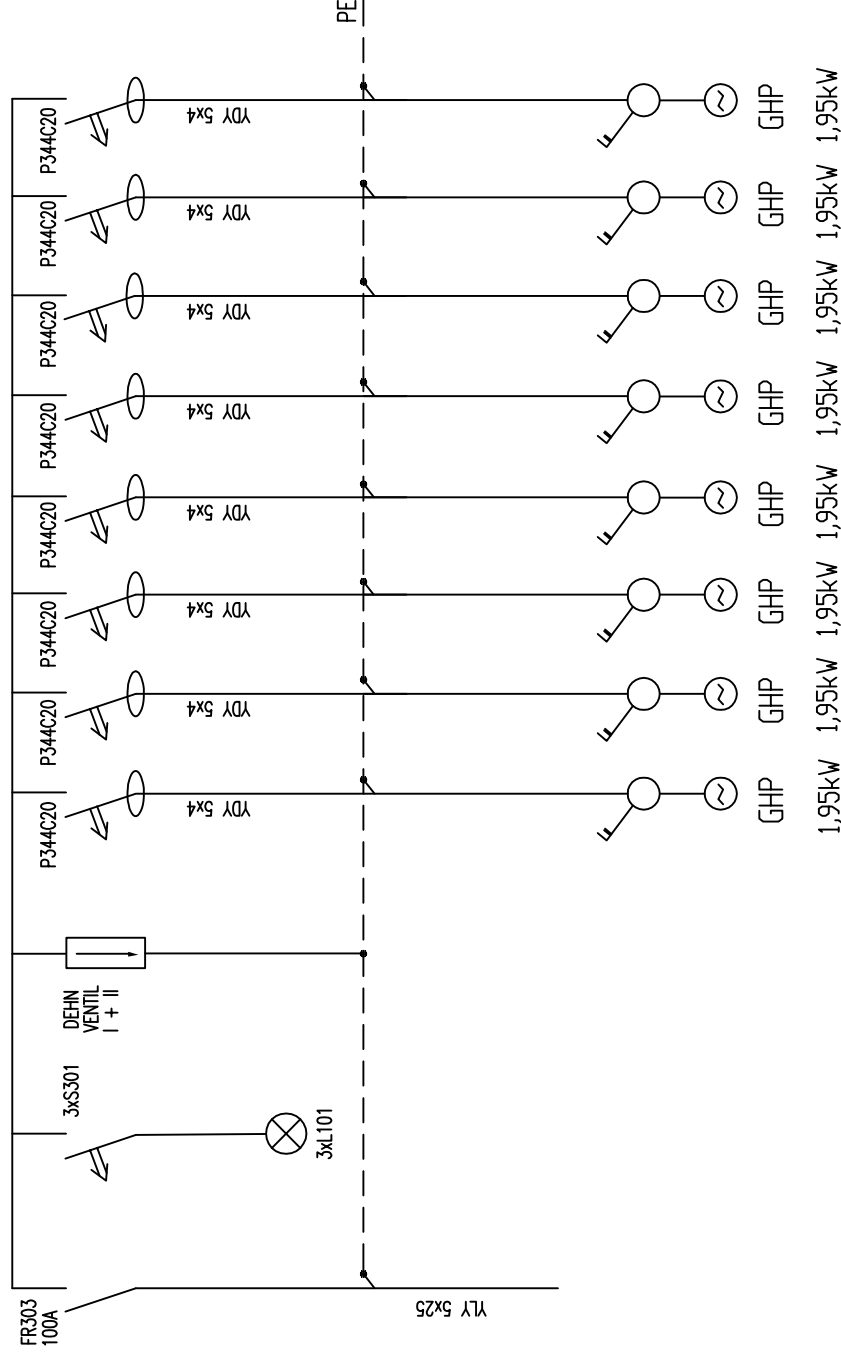 PE
P344C20
YDY 5x4
GHP
1,95kW
P344C20
YDY 5x4
GHP
1,95kW
P344C20
YDY 5x4
GHP
1,95kW
P344C20
YDY 5x4
GHP
1,95kW
P344C20
YDY 5x4
GHP
1,95kW
P344C20
YDY 5x4
GHP
1,95kW
P344C20
YDY 5x4
GHP
1,95kW
P344C20
YDY 5x4
GHP
1,95kW
DEHN
VENTIL
I + II
3xS301
3xL101
FR303
100A
YLY 5x25